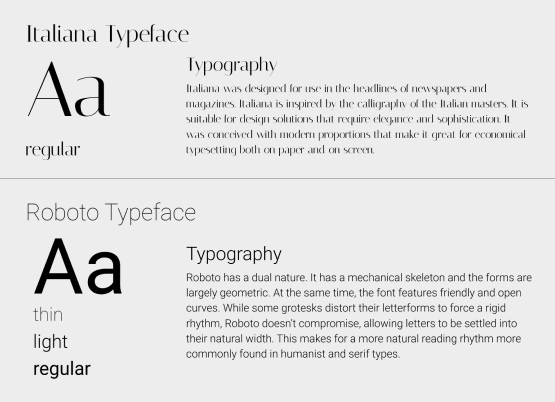 Italiana Typeface
Aa
regular
Typography
Italiana was designed for use in the headlines of newspapers and
magazines. Italiana is inspired by the calligraphy of the Italian masters. It is
suitable for design solutions that require elegance and sophistication. It
was conceived with modern proportions that make it great for economical
typesetting both on paper and on screen.
Roboto Typeface
Aa
thin
light
regular
Typography
Roboto has a dual nature. It has a mechanical skeleton and the forms are
largely geometric. At the same time, the font features friendly and open
curves. While some grotesks distort their letterforms to force a rigid
rhythm, Roboto doesn't compromise, allowing letters to be settled into
their natural width. This makes for a more natural reading rhythm more
commonly found in humanist and serif types.